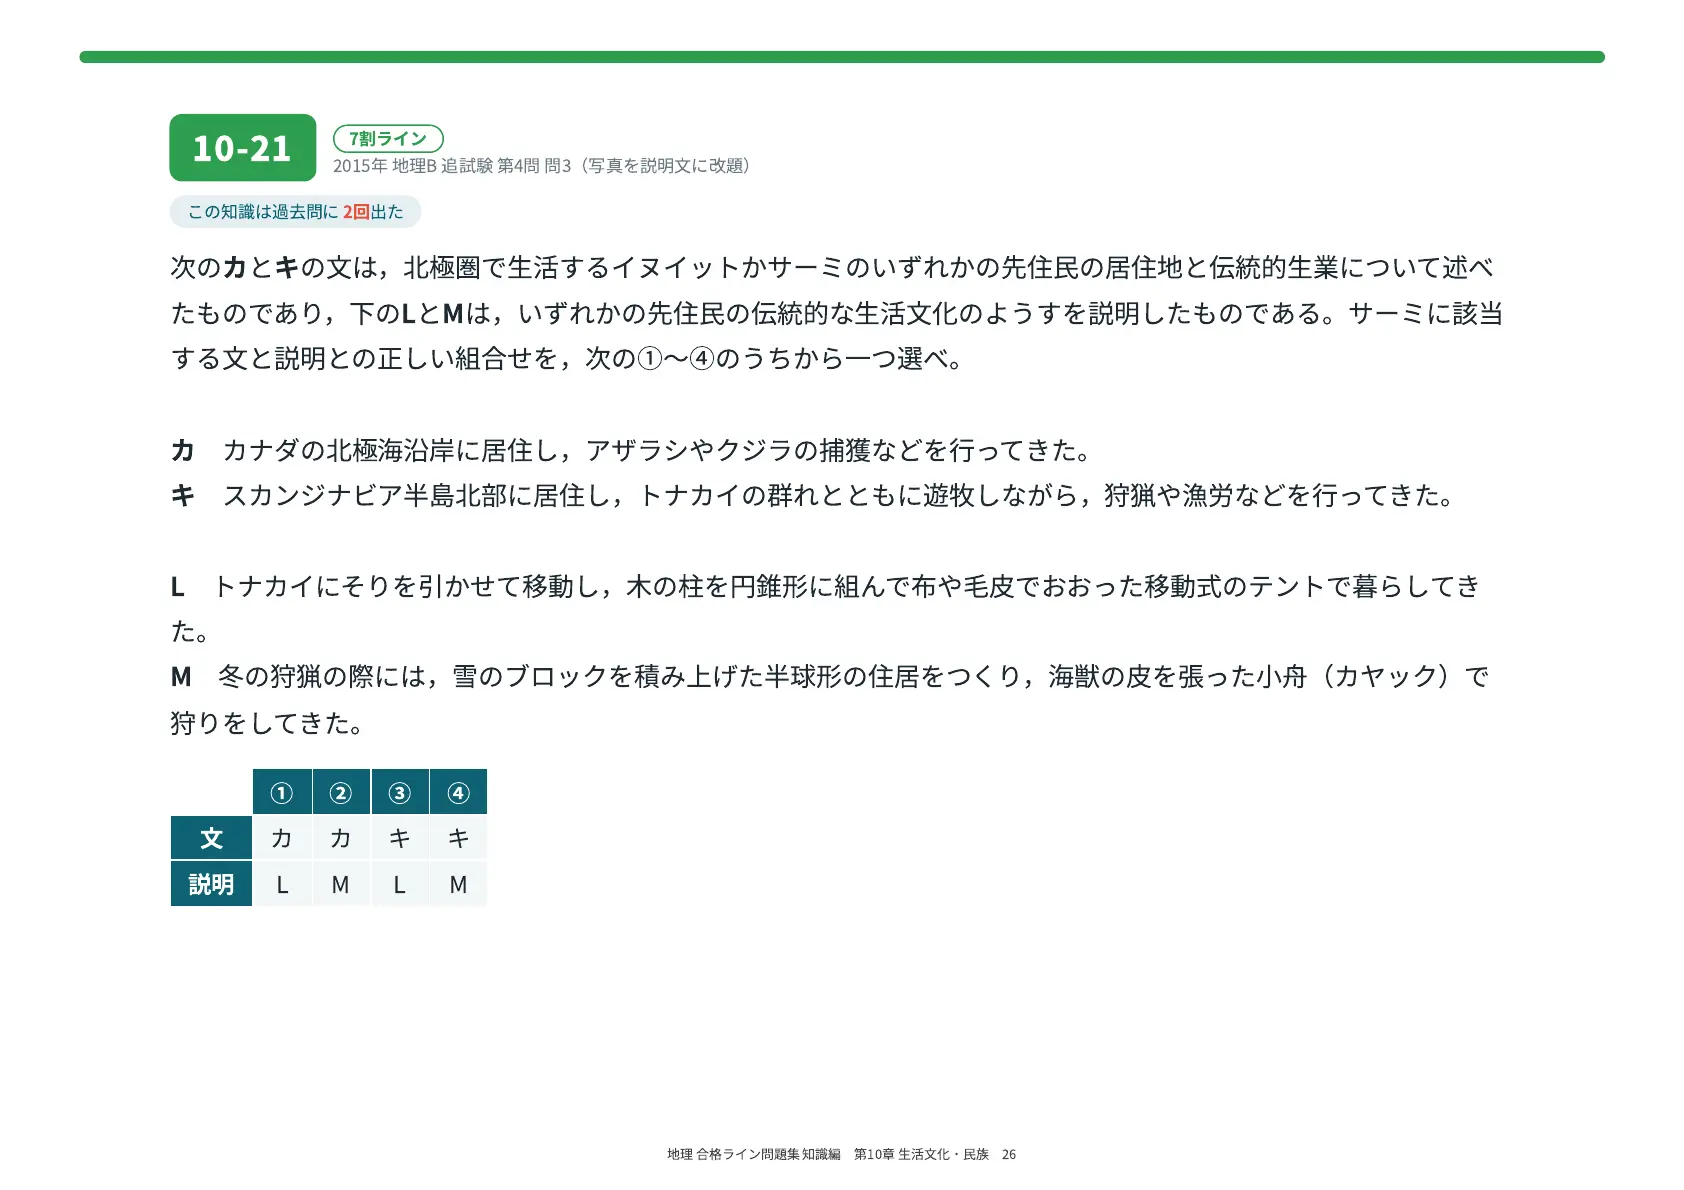 10-21
7割ライン
2015年 地理B 追試験 第4問 問3（写真を説明文に改題）
この知識は過去問に 2回出た
次のカとキの文は，北極圏で生活するイヌイットかサーミのいずれかの先住民の居住地と伝統的生業について述べ
たものであり，下のLとMは，いずれかの先住民の伝統的な生活文化のようすを説明したものである。サーミに該当
する文と説明との正しい組合せを，次の①～④のうちから一つ選べ。
カ　カナダの北極海沿岸に居住し，アザラシやクジラの捕獲などを行ってきた。
キ　スカンジナビア半島北部に居住し，トナカイの群れとともに遊牧しながら，狩猟や漁労などを行ってきた。
L　トナカイにそりを引かせて移動し，木の柱を円錐形に組んで布や毛皮でおおった移動式のテントで暮らしてき
た。
M　冬の狩猟の際には，雪のブロックを積み上げた半球形の住居をつくり，海獣の皮を張った小舟（カヤック）で
狩りをしてきた。
① ② ③ ④
文 カ カ キ キ
説明 L M L M
地理 合格ライン問題集 知識編　第10章 生活文化・民族　26